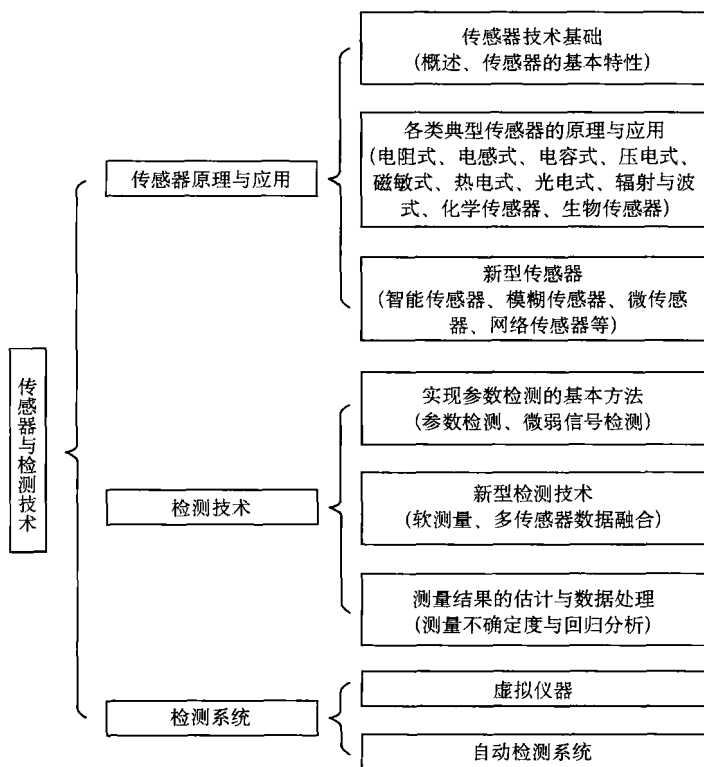 传感器与检测技术
传感器原理与应用
传感器技术基础
(概述、传感器的基本特性)
各类典型传感器的原理与应用
(电阻式、电感式、电容式、压电式、
磁敏式、热电式、光电式、辐射与波
式、化学传感器、生物传感器)
新型传感器
(智能传感器、模糊传感器、微传感
器、网络传感器等)
检测技术
实现参数检测的基本方法
(参数检测、微弱信号检测)
新型检测技术
(软测量、多传感器数据融合)
测量结果的估计与数据处理
(测量不确定度与回归分析)
检测系统
虚拟仪器
自动检测系统